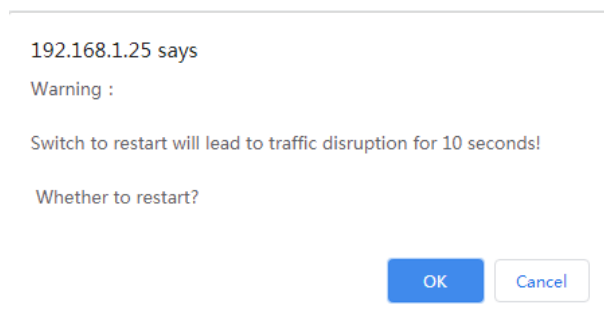 192.168.1.25 says
Warning :
Switch to restart will lead to traffic disruption for 10 seconds!
Whether to restart?
OK
Cancel